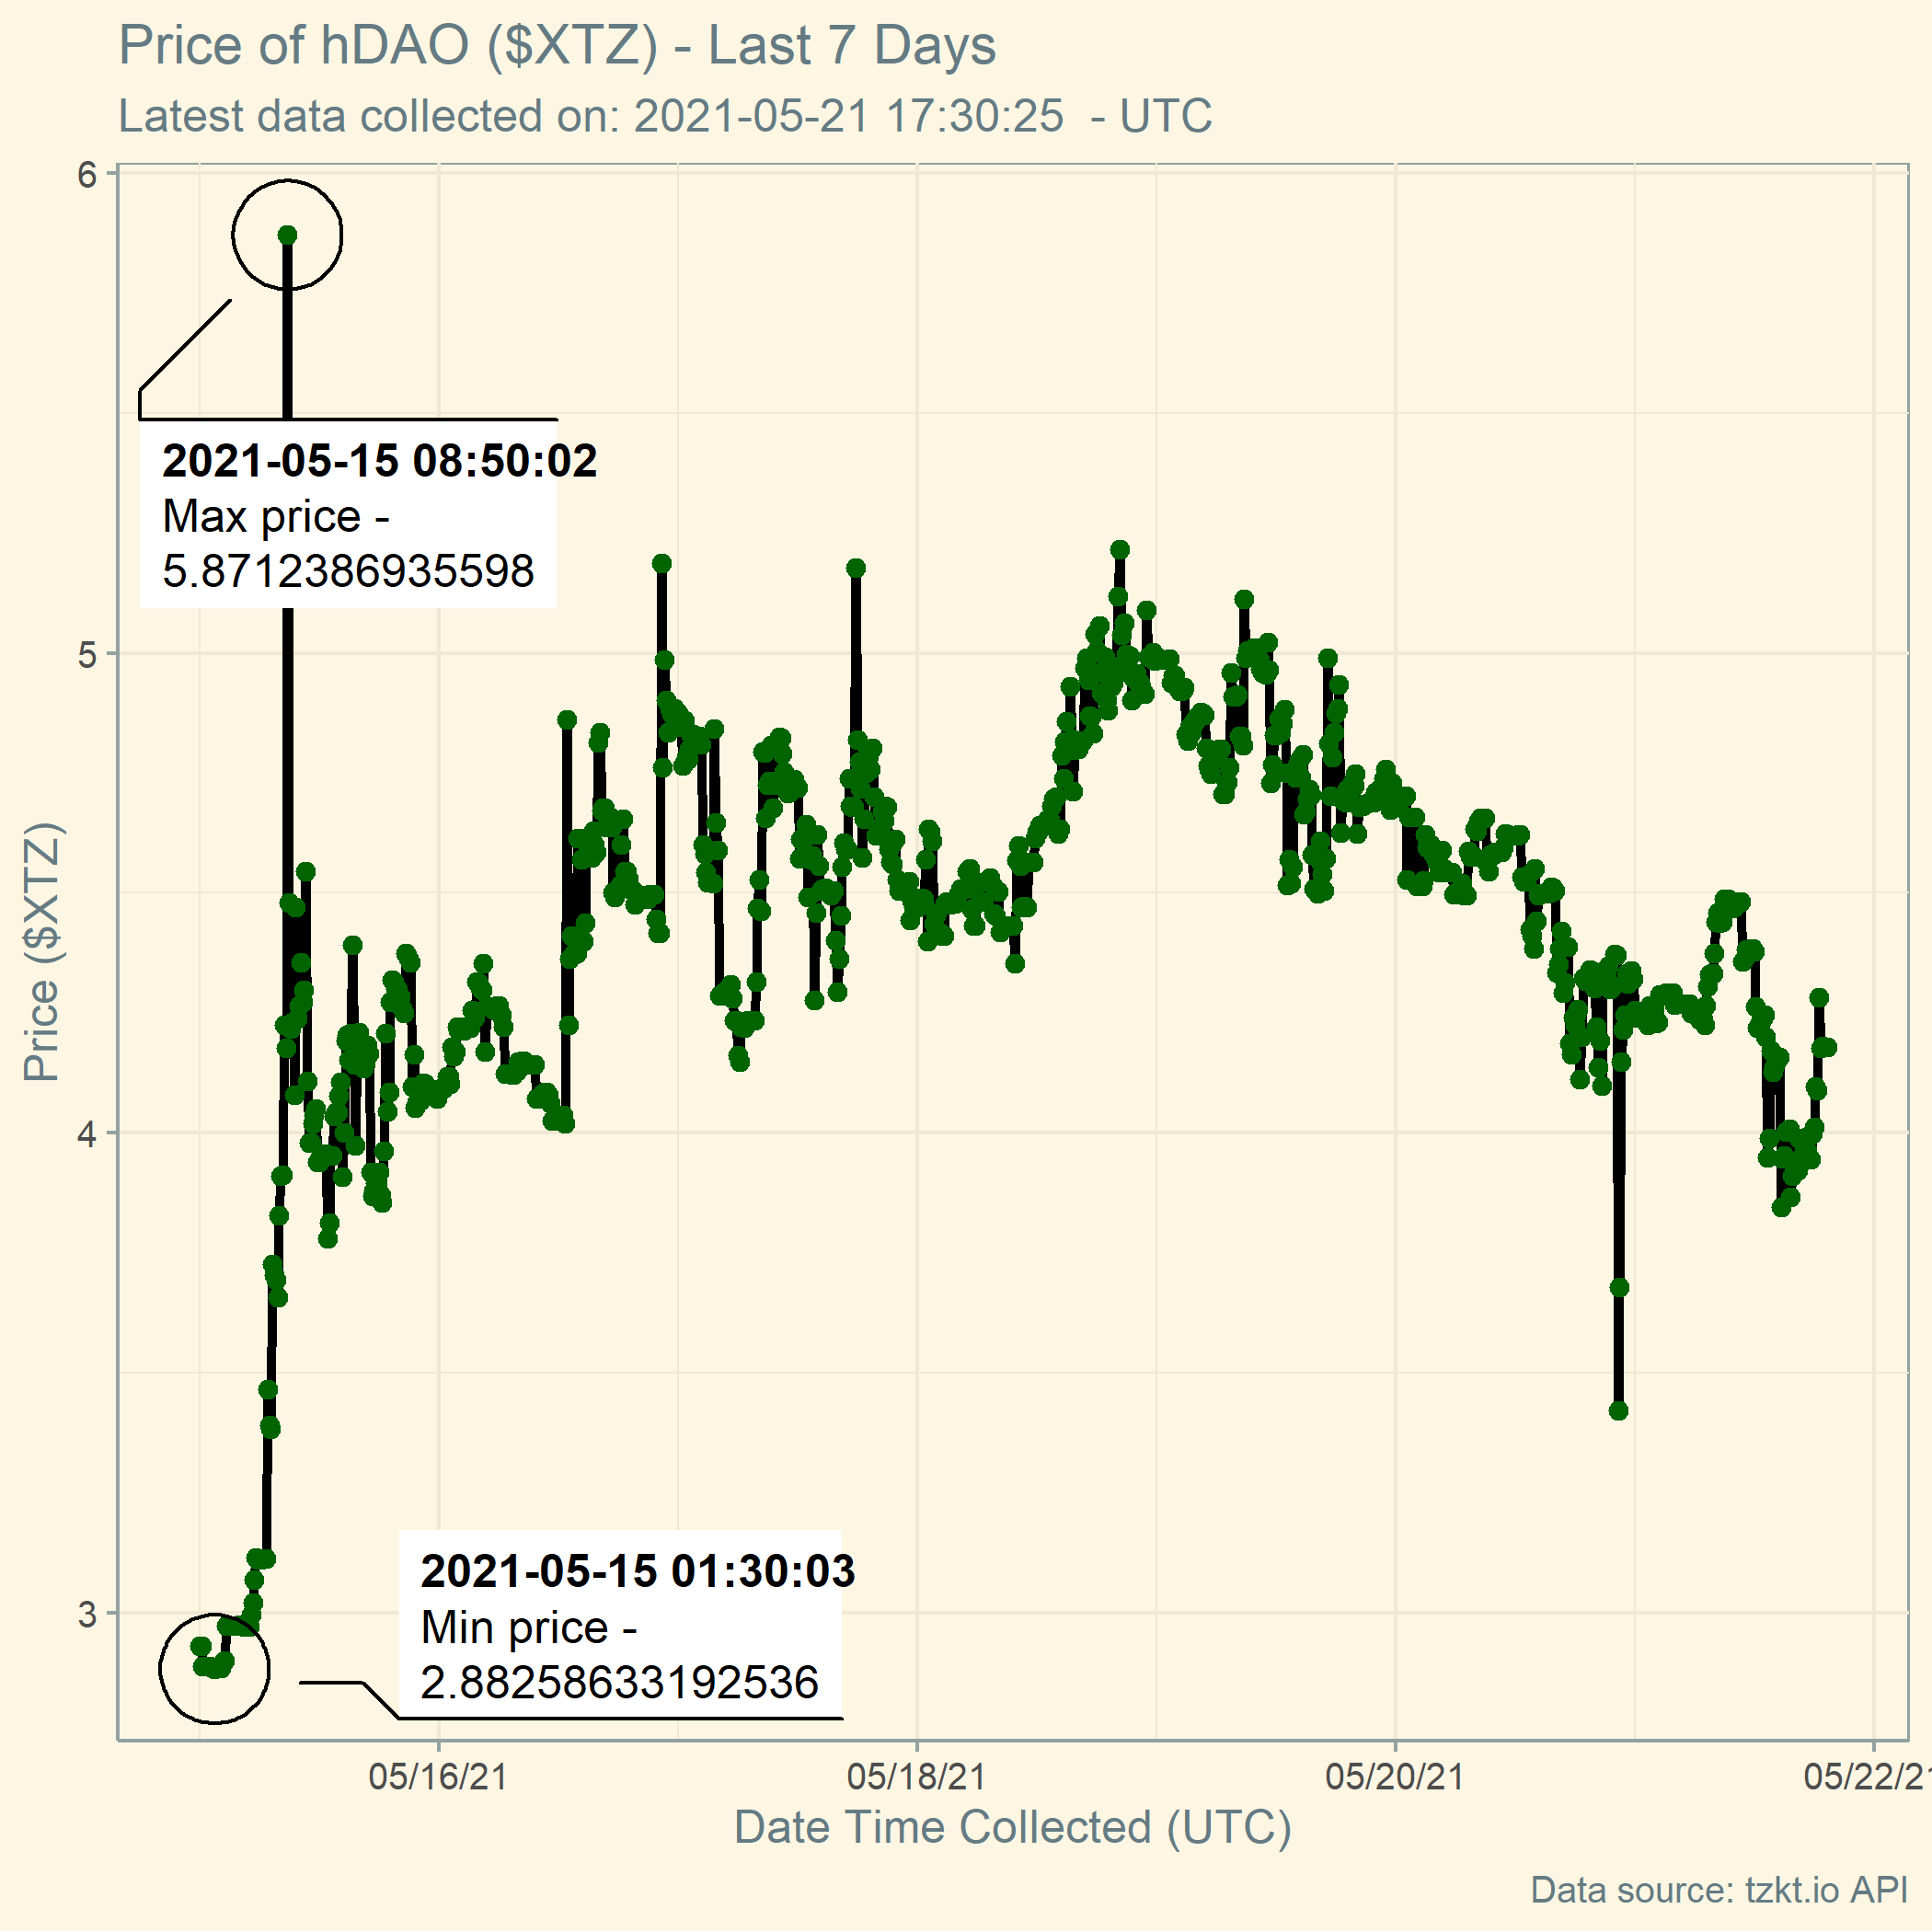 Price of hDAO ($XTZ) - Last 7 Days
Latest data collected on: 2021-05-21 17:30:25  - UTC
6
5
4
3
Price ($XTZ)
2021-05-15 08:50:02
Max price -
5.8712386935598
2021-05-15 01:30:03
Min price -
2.88258633192536
05/16/21
05/18/21
05/20/21
05/22/21
Date Time Collected (UTC)
Data source: tzkt.io API